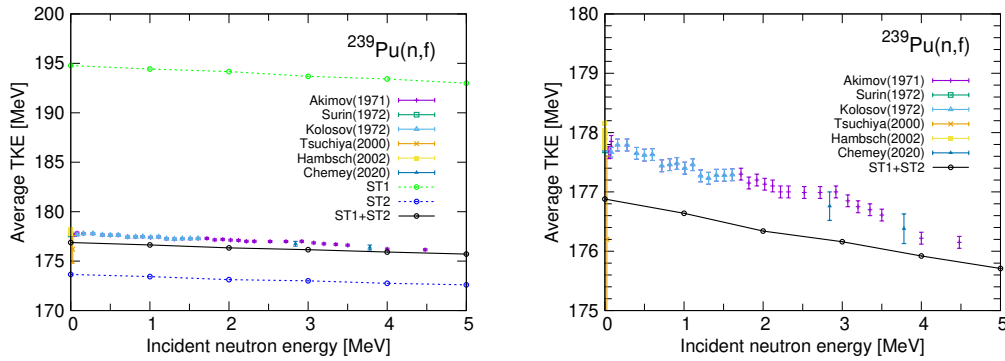 200
195
190
185
180
175
170
0
1
2
3
4
5
Average TKE [MeV]
Incident neutron energy [MeV]
²³⁹Pu(n,f)
Akimov(1971)
Surin(1972)
Kolosov(1972)
Tsuchiya(2000)
Hambsch(2002)
Chemey(2020)
ST1
ST2
ST1+ST2
180
179
178
177
176
175
0
1
2
3
4
5
Average TKE [MeV]
Incident neutron energy [MeV]
²³⁹Pu(n,f)
Akimov(1971)
Surin(1972)
Kolosov(1972)
Tsuchiya(2000)
Hambsch(2002)
Chemey(2020)
ST1+ST2